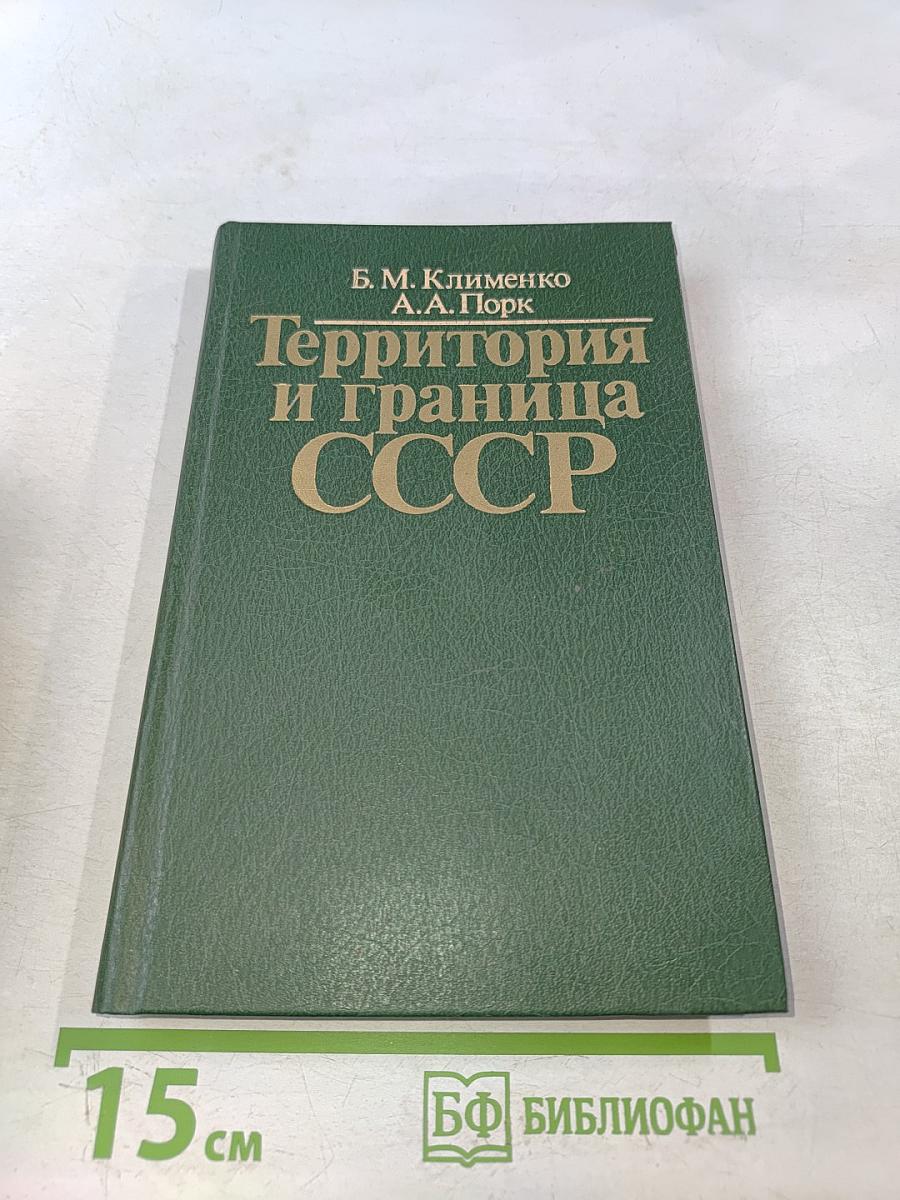 Б. М. Клименко
А. А. Порк
Территория
и граница
СССР
15 см
БФ БИБЛИОФАН